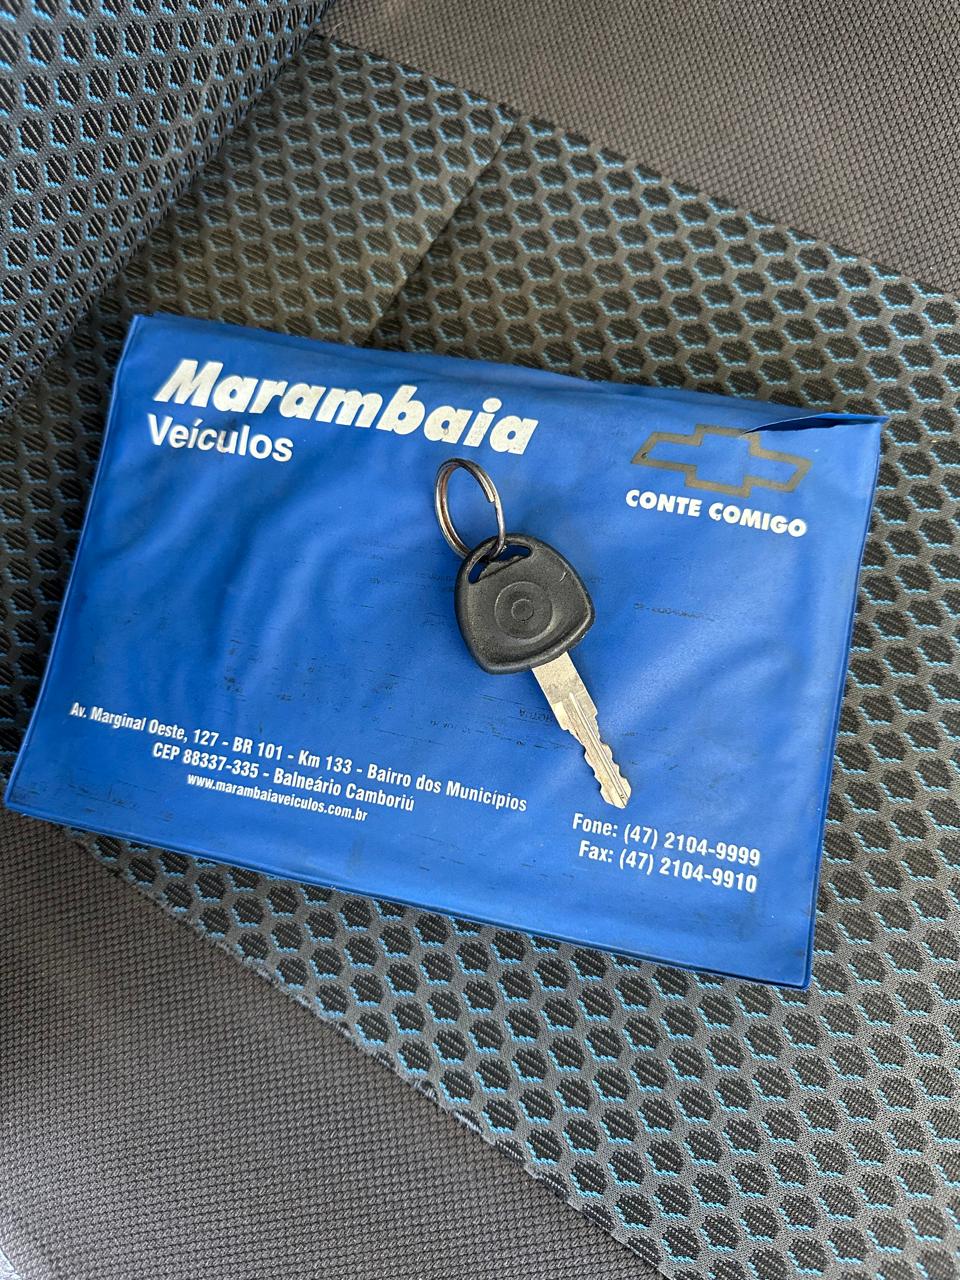 Marambaia
Veículos
CONTE COMIGO
Av. Marginal Oeste, 127 - BR 101 - Km 133 - Bairro dos Municípios
CEP 88337-335 - Balneário Camboriú
www.marambaiaveiculos.com.br
Fone: (47) 2104-9999
Fax: (47) 2104-9910